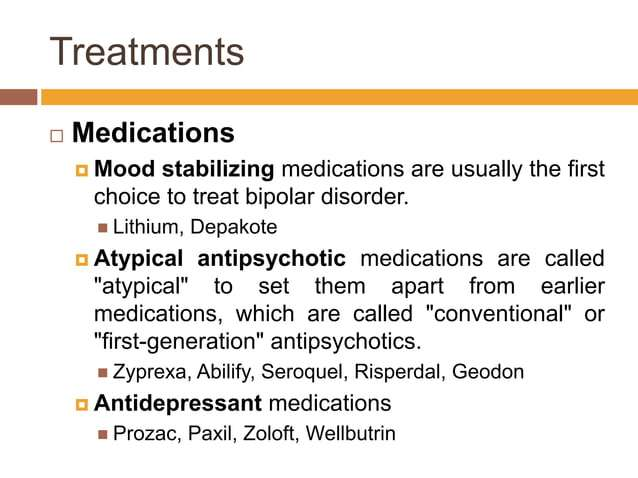 Treatments
Medications
Mood stabilizing medications are usually the first
choice to treat bipolar disorder.
Lithium, Depakote
Atypical antipsychotic medications are called
"atypical" to set them apart from earlier
medications, which are called "conventional" or
"first-generation" antipsychotics.
Zyprexa, Abilify, Seroquel, Risperdal, Geodon
Antidepressant medications
Prozac, Paxil, Zoloft, Wellbutrin